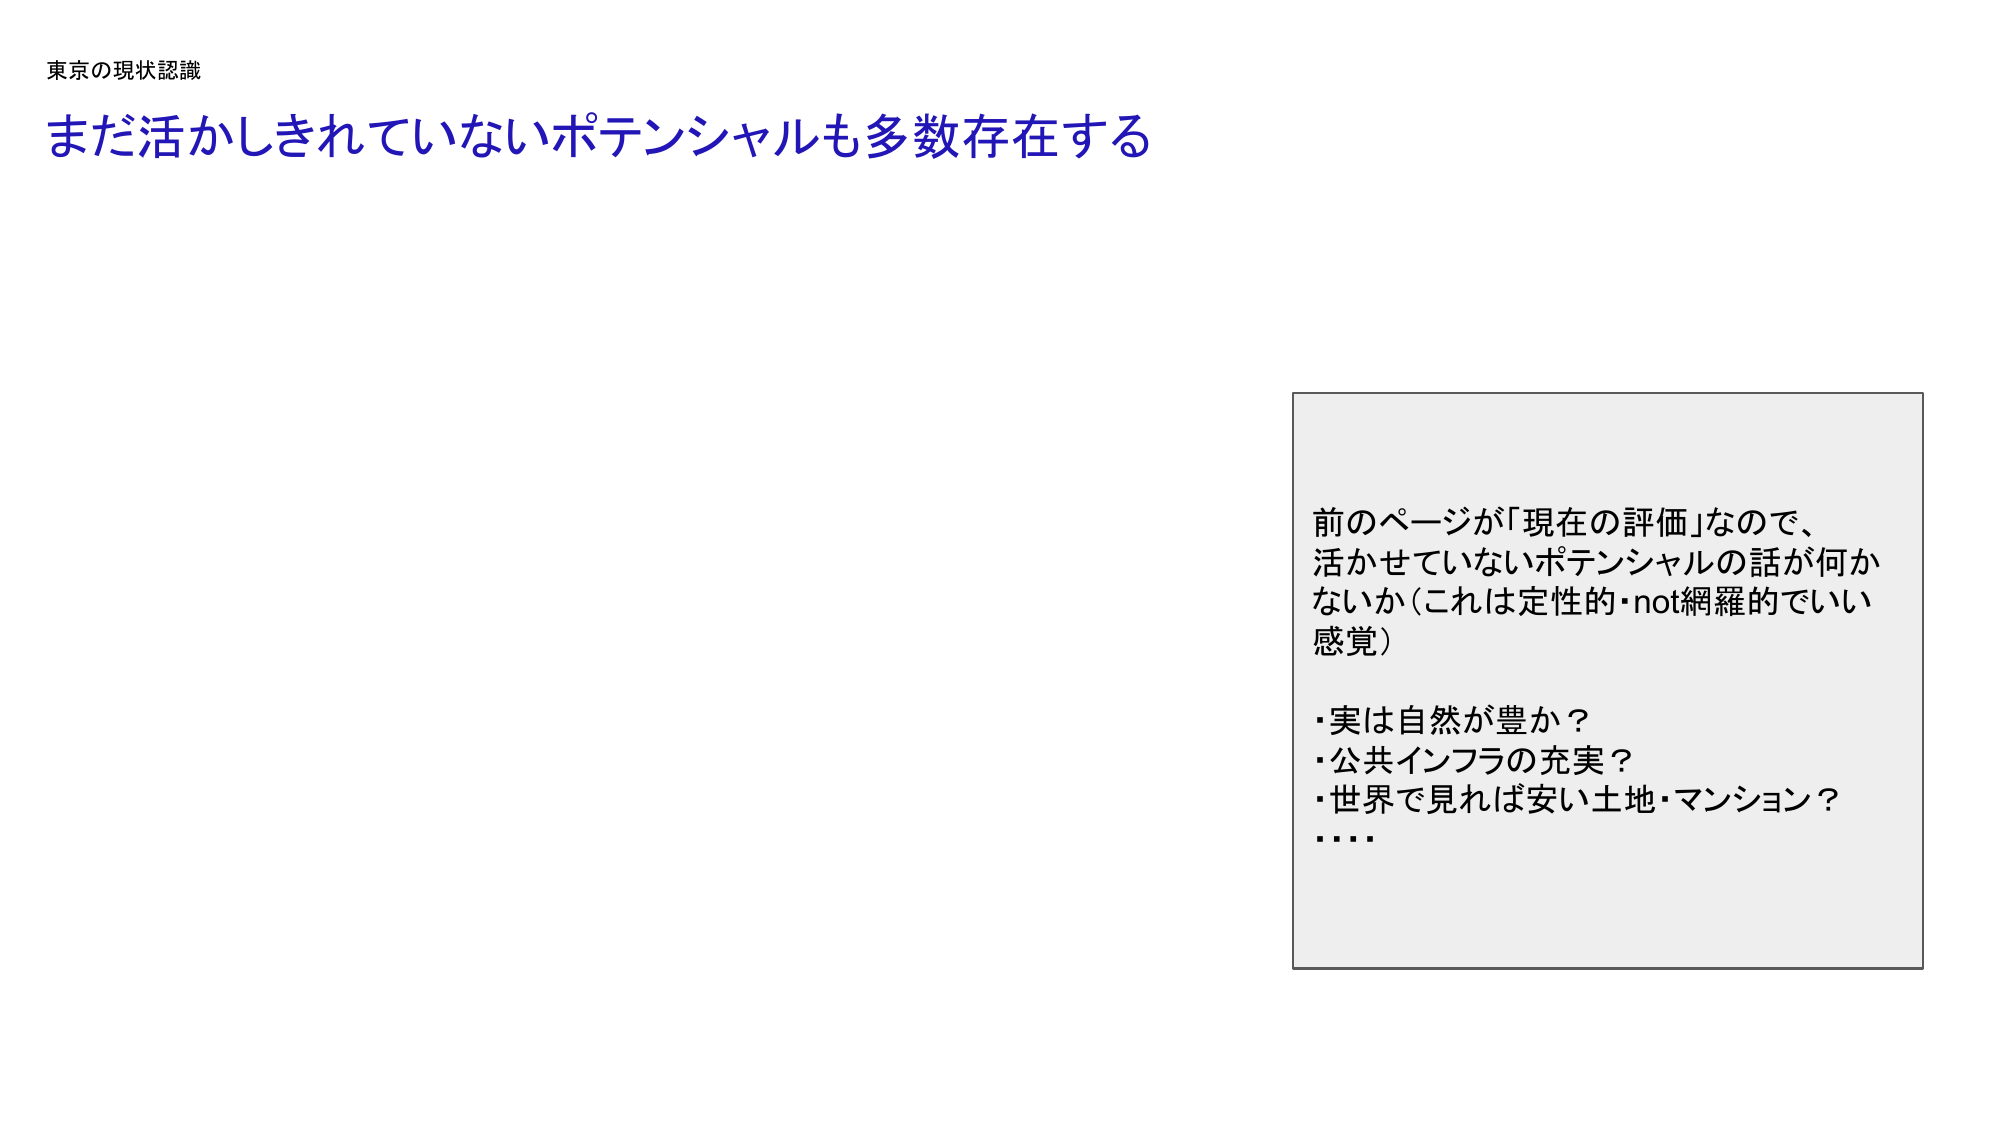 東京の現状認識
まだ活かしきれていないポテンシャルも多数存在する
前のページが「現在の評価」なので、
活かせていないポテンシャルの話が何か
ないか（これは定性的・not網羅的でいい
感覚）
・実は自然が豊か？
・公共インフラの充実？
・世界で見れば安い土地・マンション？
・・・・